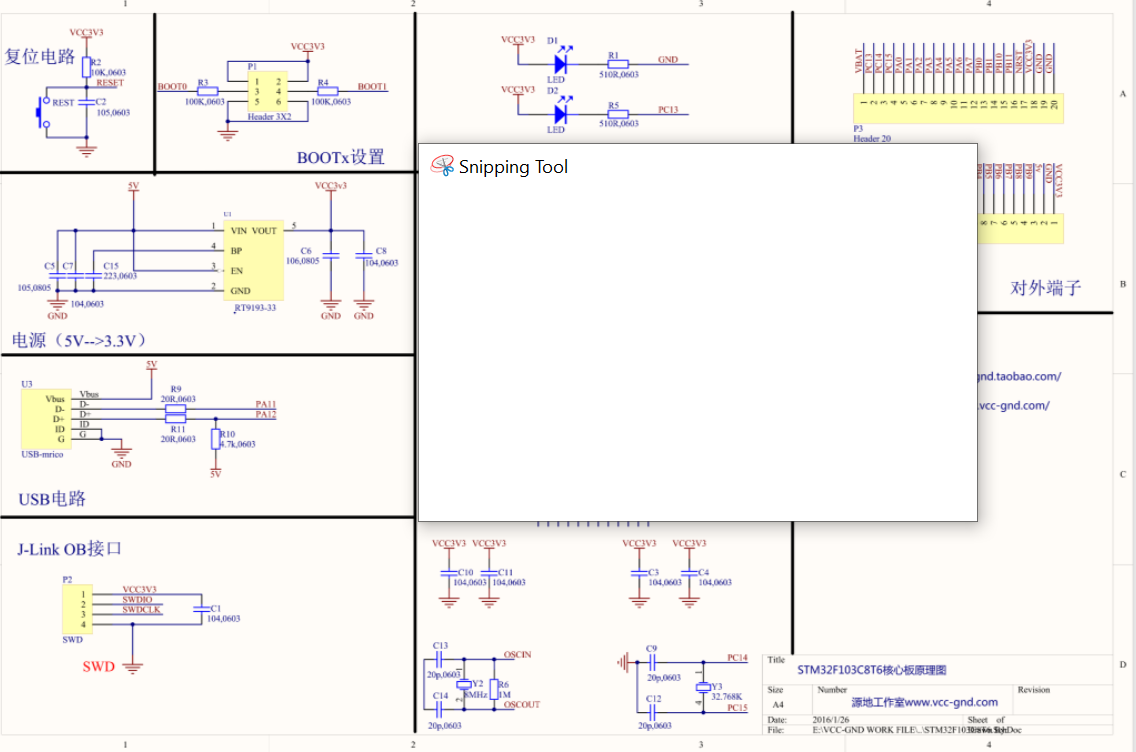 1
2
3
4
复位电路
VCC3V3
R2
10K,0603
RESET
REST
C2
105,0603
VCC3V3
P1
BOOT0
R3
100K,0603
1 2
3 4
5 6
Header 3X2
R4
100K,0603
BOOT1
BOOTx设置
VCC3V3
D1
LED
R1
510R,0603
GND
VCC3V3
D2
LED
R5
510R,0603
PC13
VBAT
PC13
PC14
PC15
PA0
PA1
PA2
PA3
PA4
PA5
PA6
PA7
PB0
PB1
PB10
PB11
NRST
VCC3V3
GND
GND
1 2 3 4 5 6 7 8 9 10 11 12 13 14 15 16 17 18 19 20
P3
Header 20
A
Snipping Tool
PB5
PB6
PB7
PB8
PB9
5v
GND
VCC3V3
8 7 6 5 4 3 2 1
对外端子
B
5V
U1
1 VIN VOUT 5
4 BP
3 EN
2 GND
RT9193-33
C5
105,0805
C7
104,0603
C15
223,0603
GND
VCC3v3
C6
106,0805
C8
104,0603
GND
GND
电源（5V-->3.3V）
gnd.taobao.com/
.vcc-gnd.com/
U3
Vbus
D-
D+
ID
G
USB-mrico
Vbus
D-
D+
ID
G
GND
5V
R9
20R,0603
R11
20R,0603
PA11
PA12
R10
4.7k,0603
5V
USB电路
C
J-Link OB接口
P2
1
2
3
4
SWD
VCC3V3
SWDIO
SWDCLK
C1
104,0603
SWD
VCC3V3
VCC3V3
C10
104,0603
C11
104,0603
VCC3V3
VCC3V3
C3
104,0603
C4
104,0603
C13
20p,0603
C14
20p,0603
1
2
Y2
8MHz
R6
1M
OSCIN
OSCOUT
C9
20p,0603
C12
20p,0603
1
4
Y3
32.768K
PC14
PC15
D
Title
STM32F103C8T6核心板原理图
Size
A4
Number
源地工作室www.vcc-gnd.com
Revision
Date: 2016/1/26 Sheet of
File: E:\VCC-GND WORK FILE\..\STM32F103
1
2
3
4